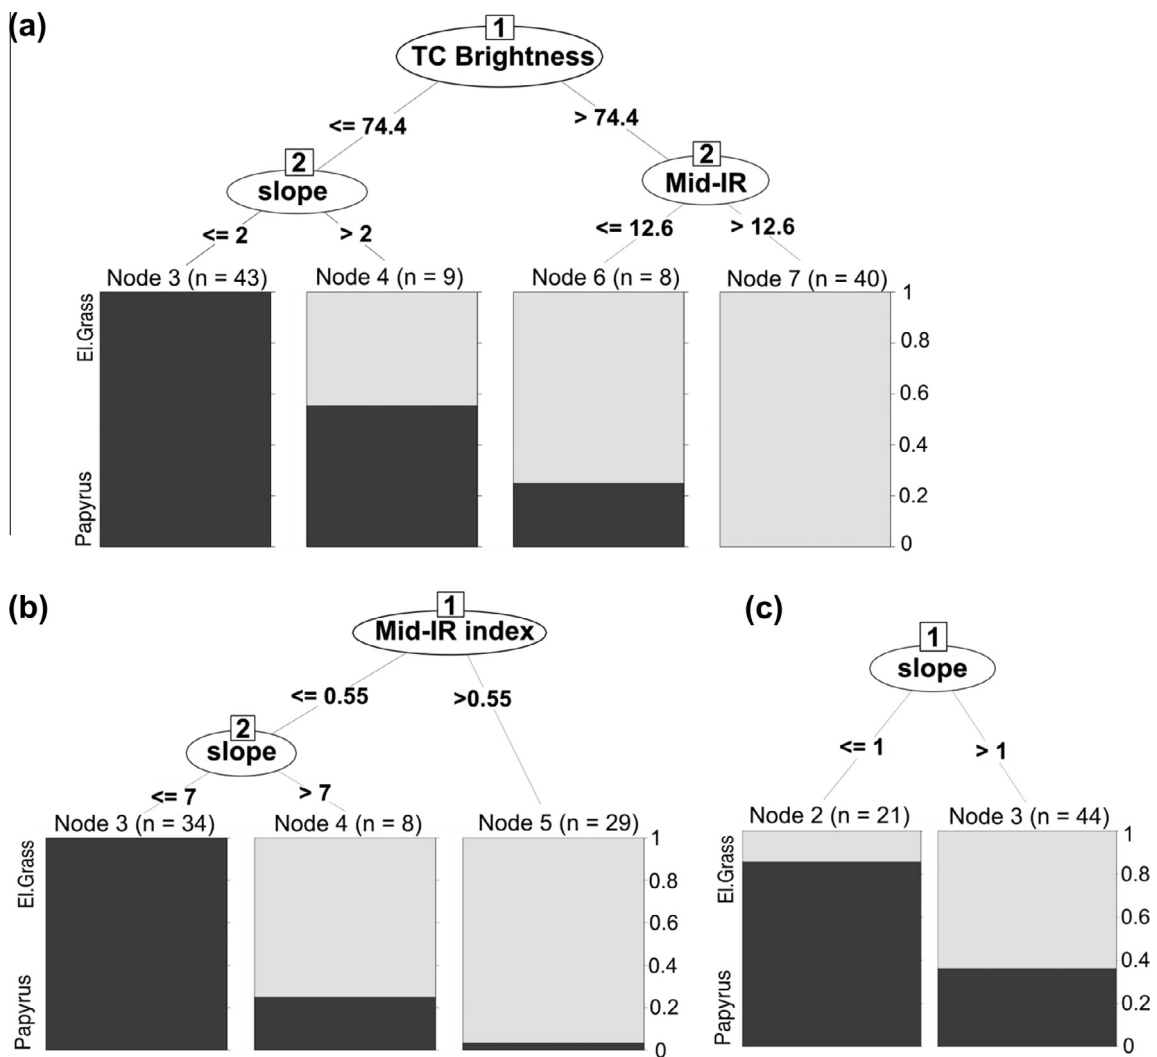 (a)
1
TC Brightness
<= 74.4
> 74.4
2
slope
2
Mid-IR
<= 2
> 2
<= 12.6
> 12.6
Node 3 (n = 43)
Node 4 (n = 9)
Node 6 (n = 8)
Node 7 (n = 40)
El.Grass
Papyrus
1
0.8
0.6
0.4
0.2
0
(b)
1
Mid-IR index
<= 0.55
>0.55
2
slope
<= 7
> 7
Node 3 (n = 34)
Node 4 (n = 8)
Node 5 (n = 29)
El.Grass
Papyrus
1
0.8
0.6
0.4
0.2
0
(c)
1
slope
<= 1
> 1
Node 2 (n = 21)
Node 3 (n = 44)
El.Grass
Papyrus
1
0.8
0.6
0.4
0.2
0